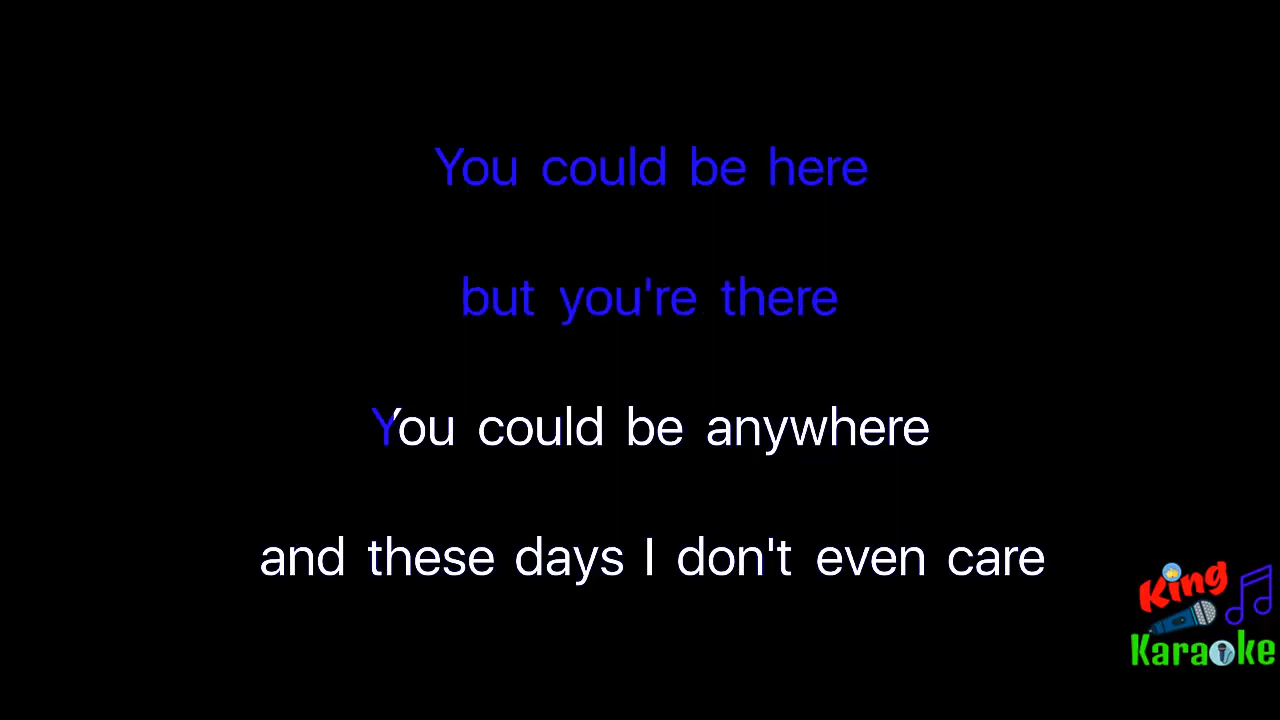 You could be here
but you're there
You could be anywhere
and these days I don't even care
King
Karaoke